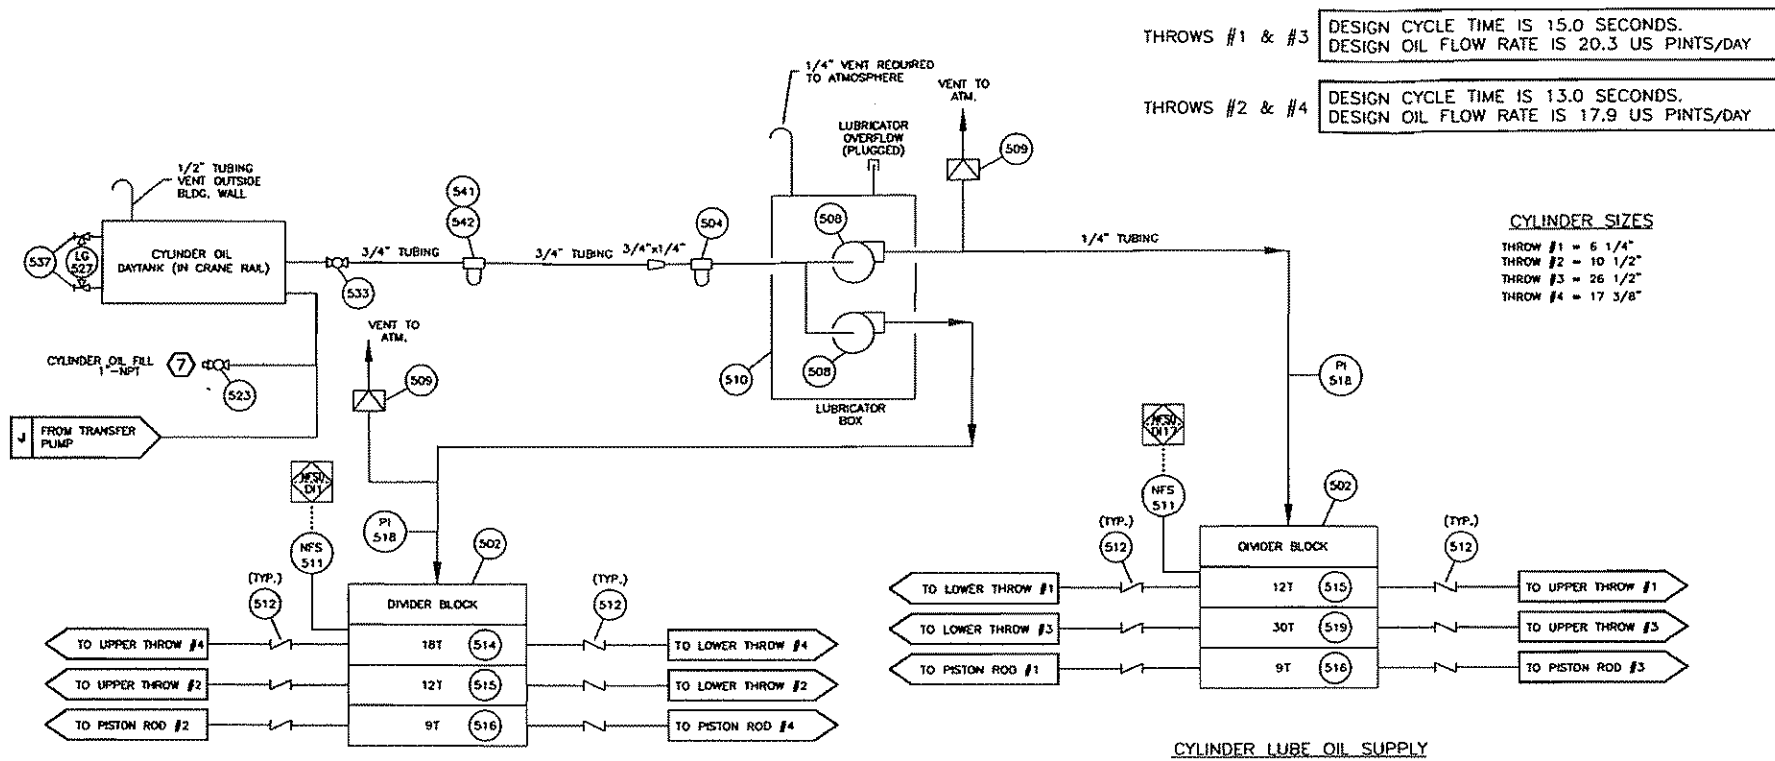 THROWS #1 & #3
DESIGN CYCLE TIME IS 15.0 SECONDS.
DESIGN OIL FLOW RATE IS 20.3 US PINTS/DAY
THROWS #2 & #4
DESIGN CYCLE TIME IS 13.0 SECONDS.
DESIGN OIL FLOW RATE IS 17.9 US PINTS/DAY
1/4" VENT REQUIRED
TO ATMOSPHERE
VENT TO
ATM.
LUBRICATOR
OVERFLOW
(PLUGGED)
509
1/2" TUBING
VENT OUTSIDE
BLDG. WALL
541
542
504
508
CYLINDER SIZES
THROW #1 = 6 1/4"
THROW #2 = 10 1/2"
THROW #3 = 26 1/2"
THROW #4 = 17 3/8"
537
LG
527
CYLINDER OIL
DAYTANK (IN CRANE RAIL)
3/4" TUBING
3/4" TUBING
3/4"x1/4"
1/4" TUBING
533
VENT TO
ATM.
CYLINDER OIL FILL
1"-NPT
7
523
509
510
508
LUBRICATOR
BOX
PI
518
J
FROM TRANSFER
PUMP
NFSD
DI17
NFSD
DI1
NFS
511
502
PI
518
NFS
511
502
(TYP.)
512
(TYP.)
512
DIVIDER BLOCK
TO LOWER THROW #1
12T
515
TO UPPER THROW #1
TO LOWER THROW #3
30T
519
TO UPPER THROW #3
TO PISTON ROD #1
9T
516
TO PISTON ROD #3
(TYP.)
512
(TYP.)
512
DIVIDER BLOCK
TO UPPER THROW #4
18T
514
TO LOWER THROW #4
TO UPPER THROW #2
12T
515
TO LOWER THROW #2
TO PISTON ROD #2
9T
516
TO PISTON ROD #4
CYLINDER LUBE OIL SUPPLY